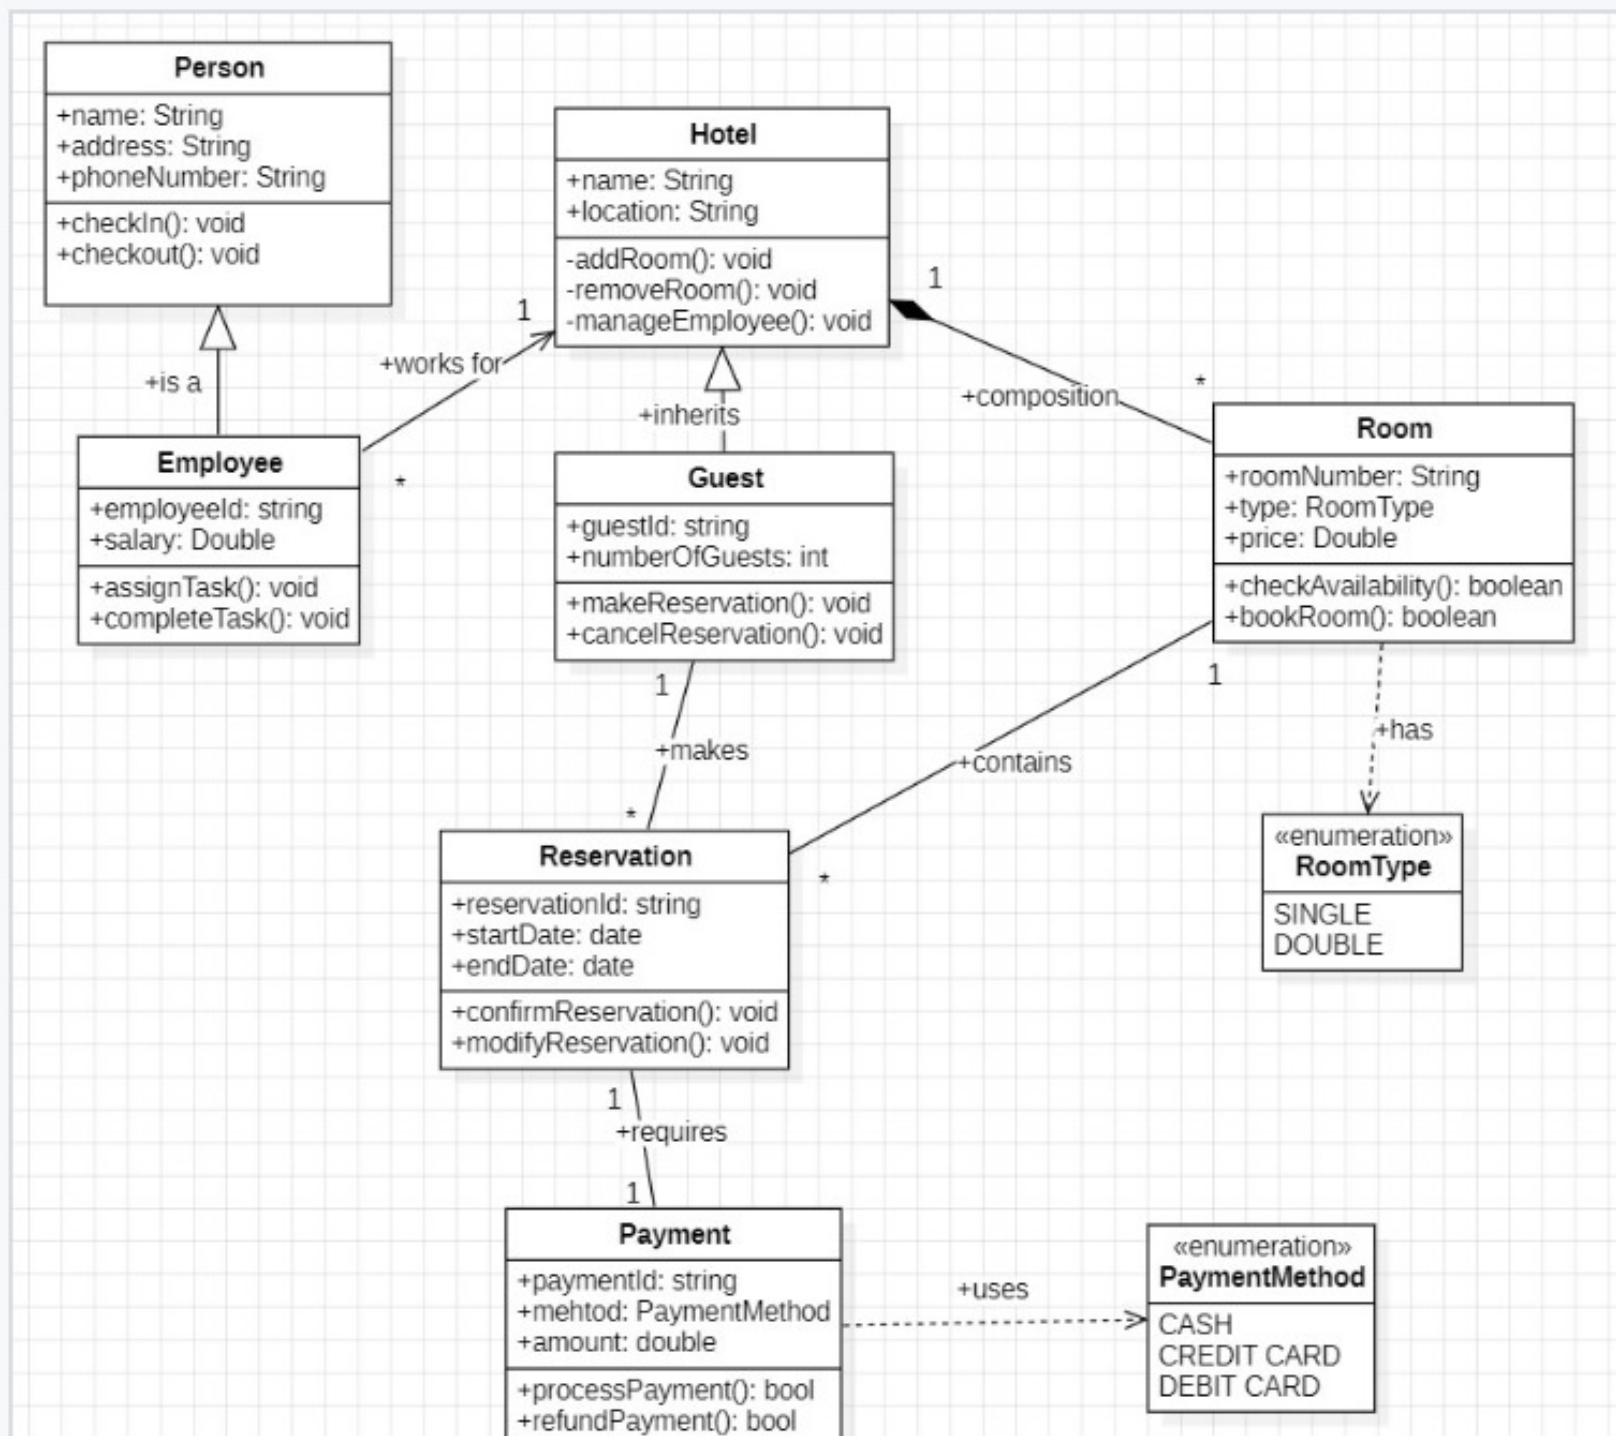 Person
+name: String
+address: String
+phoneNumber: String
+checkIn(): void
+checkout(): void
Hotel
+name: String
+location: String
-addRoom(): void
-removeRoom(): void
-manageEmployee(): void
1
1
+works for
+is a
+inherits
+composition
*
Employee
+employeeId: string
+salary: Double
+assignTask(): void
+completeTask(): void
*
Guest
+guestId: string
+numberOfGuests: int
+makeReservation(): void
+cancelReservation(): void
Room
+roomNumber: String
+type: RoomType
+price: Double
+checkAvailability(): boolean
+bookRoom(): boolean
1
+makes
*
1
+contains
*
+has
«enumeration»
RoomType
SINGLE
DOUBLE
Reservation
+reservationId: string
+startDate: date
+endDate: date
+confirmReservation(): void
+modifyReservation(): void
1
+requires
1
Payment
+paymentId: string
+mehtod: PaymentMethod
+amount: double
+processPayment(): bool
+refundPayment(): bool
+uses
«enumeration»
PaymentMethod
CASH
CREDIT CARD
DEBIT CARD